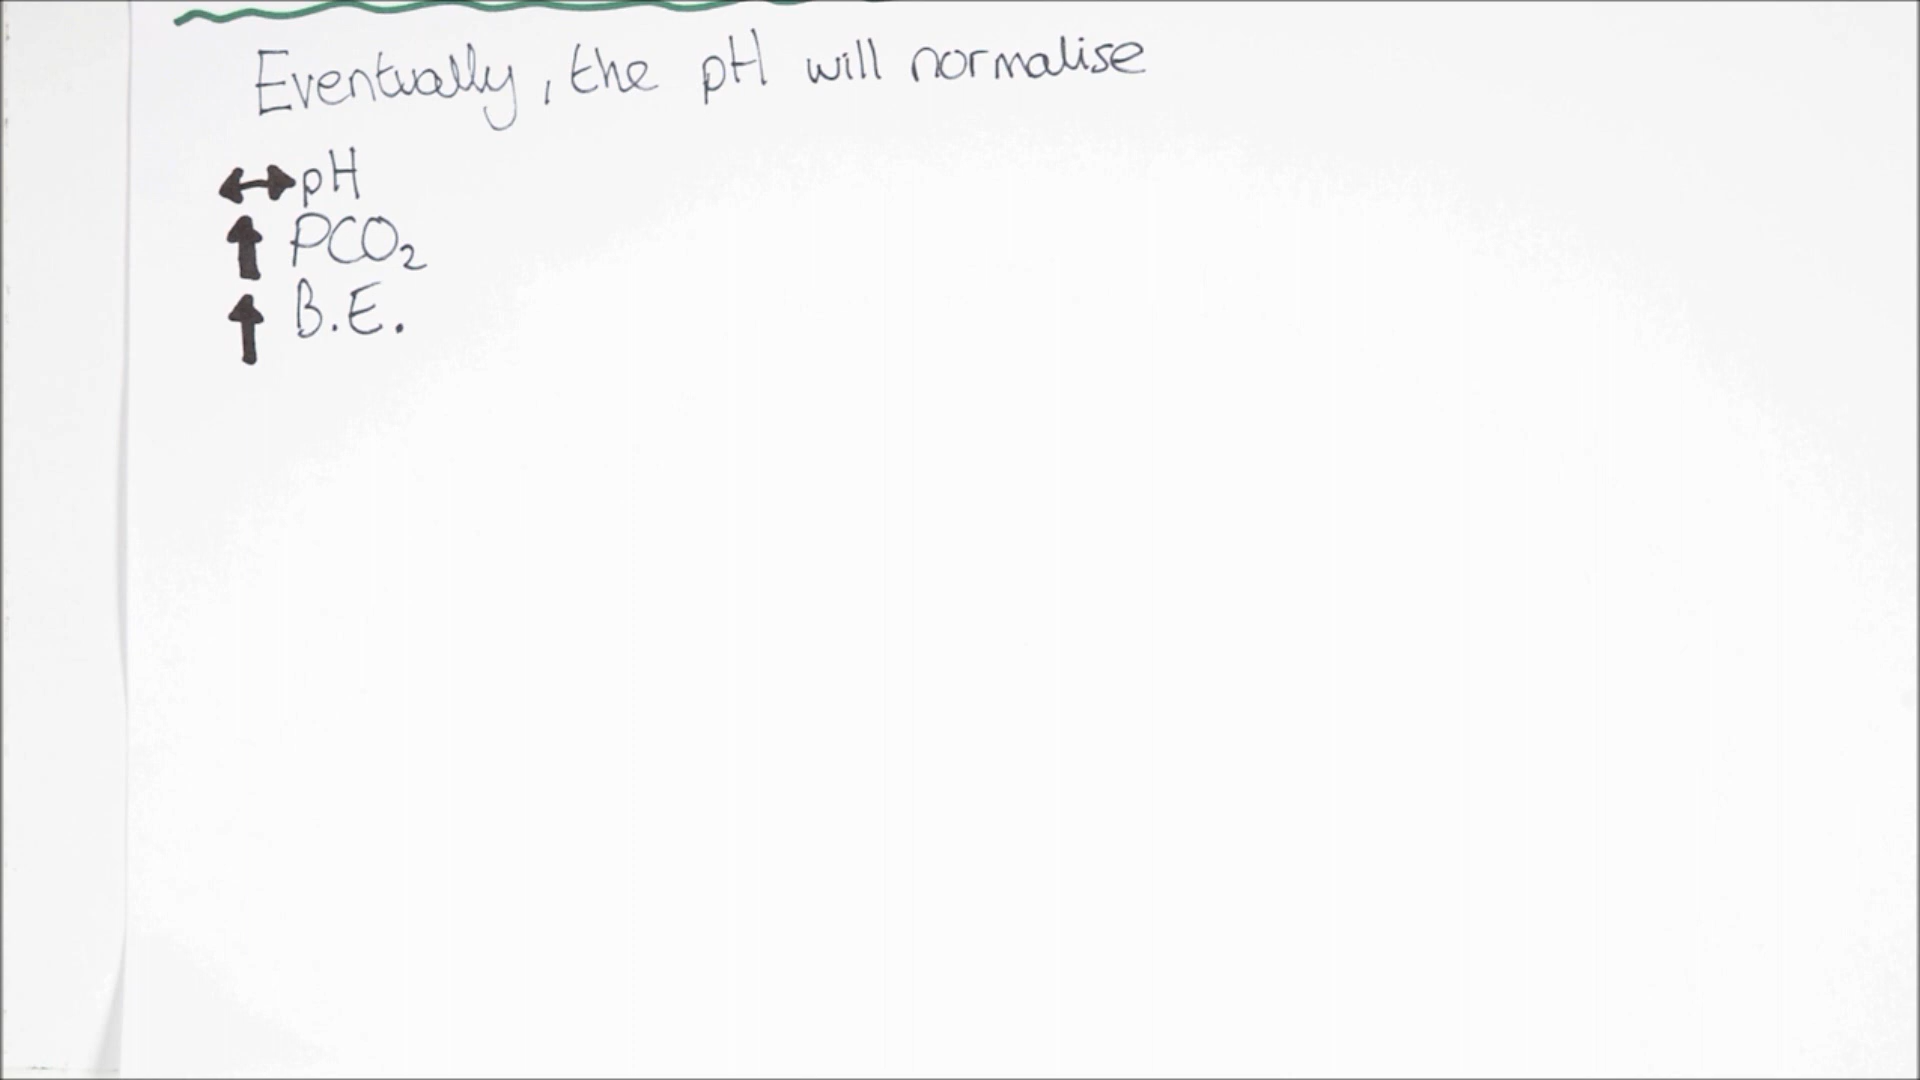 Eventually, the pH will normalise
↔ pH
↑ PCO₂
↑ B.E.